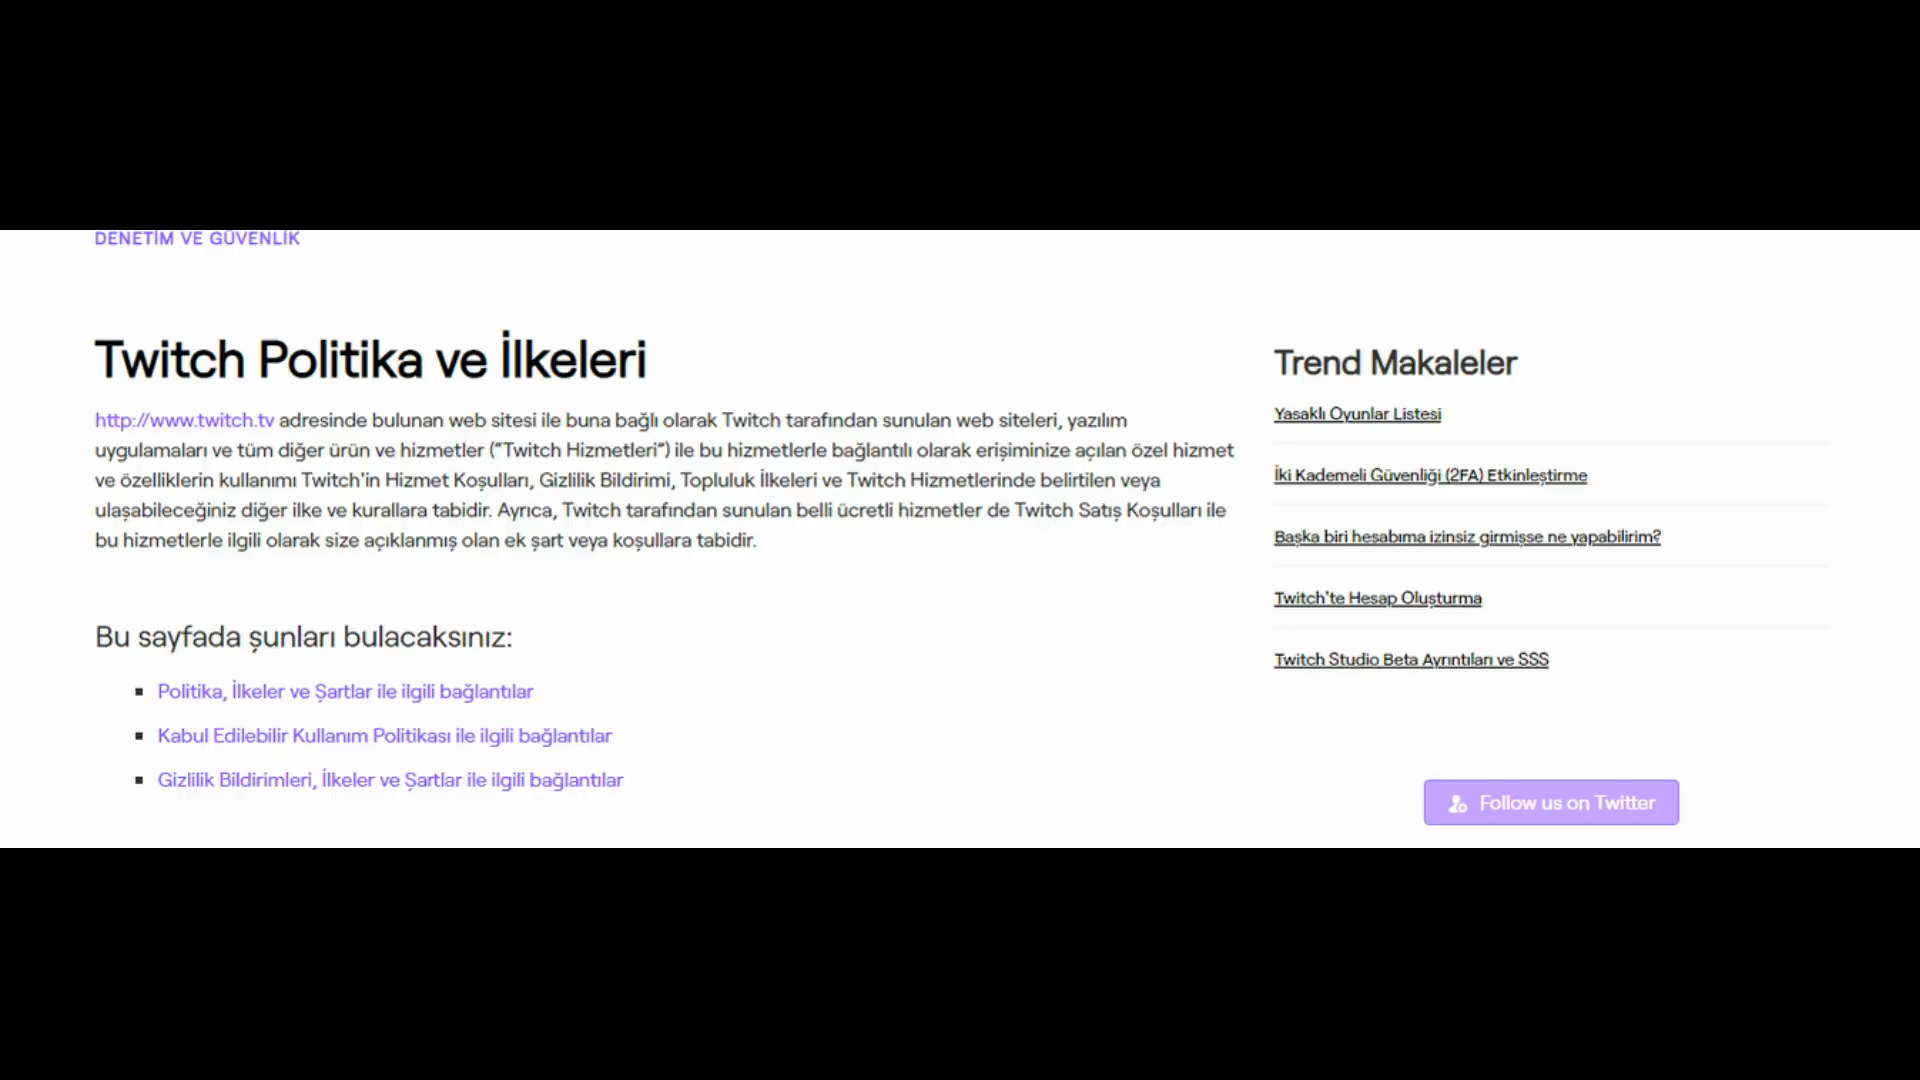 DENETİM VE GÜVENLİK
Twitch Politika ve İlkeleri
http://www.twitch.tv adresinde bulunan web sitesi ile buna bağlı olarak Twitch tarafından sunulan web siteleri, yazılım
uygulamaları ve tüm diğer ürün ve hizmetler (“Twitch Hizmetleri”) ile bu hizmetlerle bağlantılı olarak erişiminize açılan özel hizmet
ve özelliklerin kullanımı Twitch'in Hizmet Koşulları, Gizlilik Bildirimi, Topluluk İlkeleri ve Twitch Hizmetlerinde belirtilen veya
ulaşabileceğiniz diğer ilke ve kurallara tabidir. Ayrıca, Twitch tarafından sunulan belli ücretli hizmetler de Twitch Satış Koşulları ile
bu hizmetlerle ilgili olarak size açıklanmış olan ek şart veya koşullara tabidir.
Bu sayfada şunları bulacaksınız:
Politika, İlkeler ve Şartlar ile ilgili bağlantılar
Kabul Edilebilir Kullanım Politikası ile ilgili bağlantılar
Gizlilik Bildirimleri, İlkeler ve Şartlar ile ilgili bağlantılar
Trend Makaleler
Yasaklı Oyunlar Listesi
İki Kademeli Güvenliği (2FA) Etkinleştirme
Başka biri hesabıma izinsiz girmişse ne yapabilirim?
Twitch'te Hesap Oluşturma
Twitch Studio Beta Ayrıntıları ve SSS
Follow us on Twitter